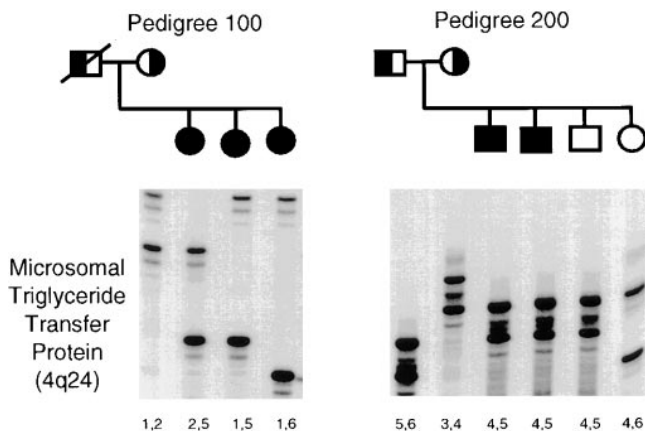 Pedigree 100
Pedigree 200
Microsomal
Triglyceride
Transfer
Protein
(4q24)
1,2 2,5 1,5 1,6
5,6 3,4 4,5 4,5 4,5 4,6